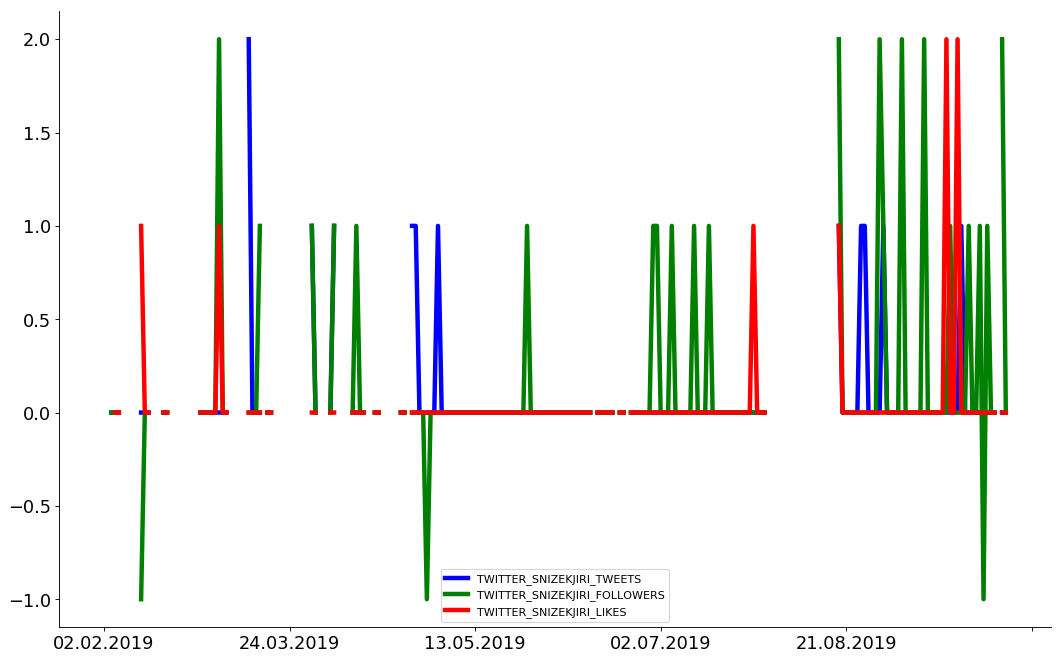 2.0
1.5
1.0
0.5
0.0
−0.5
−1.0
TWITTER_SNIZEKJIRI_TWEETS
TWITTER_SNIZEKJIRI_FOLLOWERS
TWITTER_SNIZEKJIRI_LIKES
02.02.2019 24.03.2019 13.05.2019 02.07.2019 21.08.2019